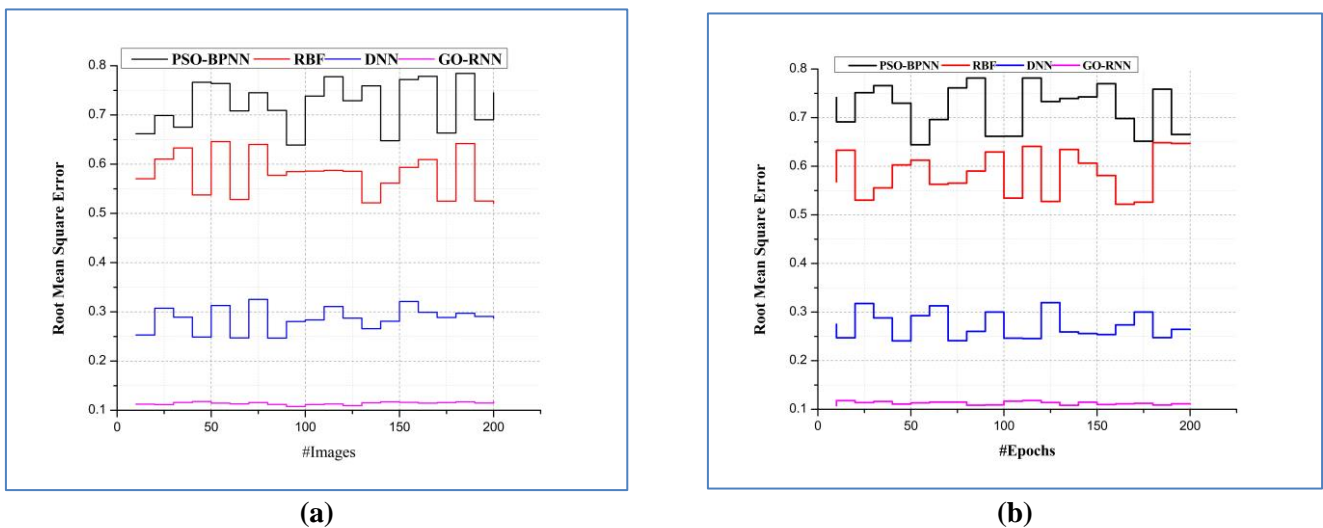 PSO-BPNN RBF DNN GO-RNN
0.8
0.7
0.6
0.5
0.4
0.3
0.2
0.1
Root Mean Square Error
0 50 100 150 200
#Images
(a)
PSO-BPNN RBF DNN GO-RNN
0.8
0.7
0.6
0.5
0.4
0.3
0.2
0.1
Root Mean Square Error
0 50 100 150 200
#Epochs
(b)